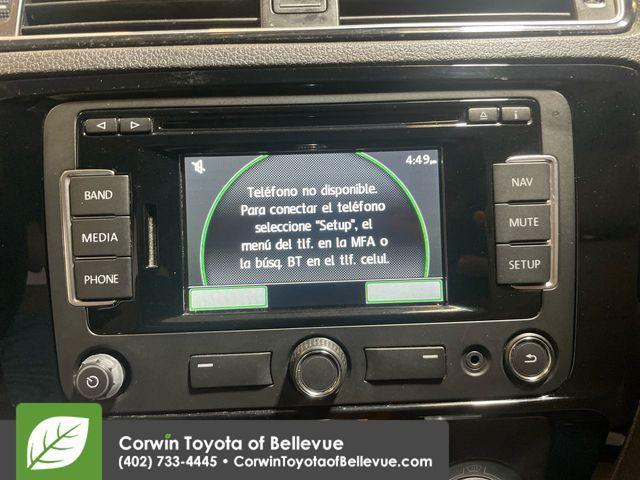 4:49pm
Teléfono no disponible.
Para conectar el teléfono
seleccione "Setup", el
menú del tlf. en la MFA o
la búsq. BT en el tlf. celul.
BAND
MEDIA
PHONE
NAV
MUTE
SETUP
Corwin Toyota of Bellevue
(402) 733-4445 • CorwinToyotaofBellevue.com